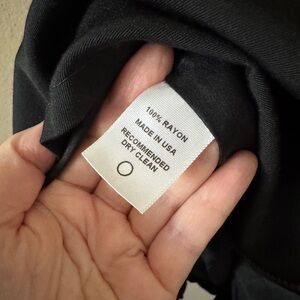 100% RAYON
MADE IN USA
RECOMMENDED
DRY CLEAN